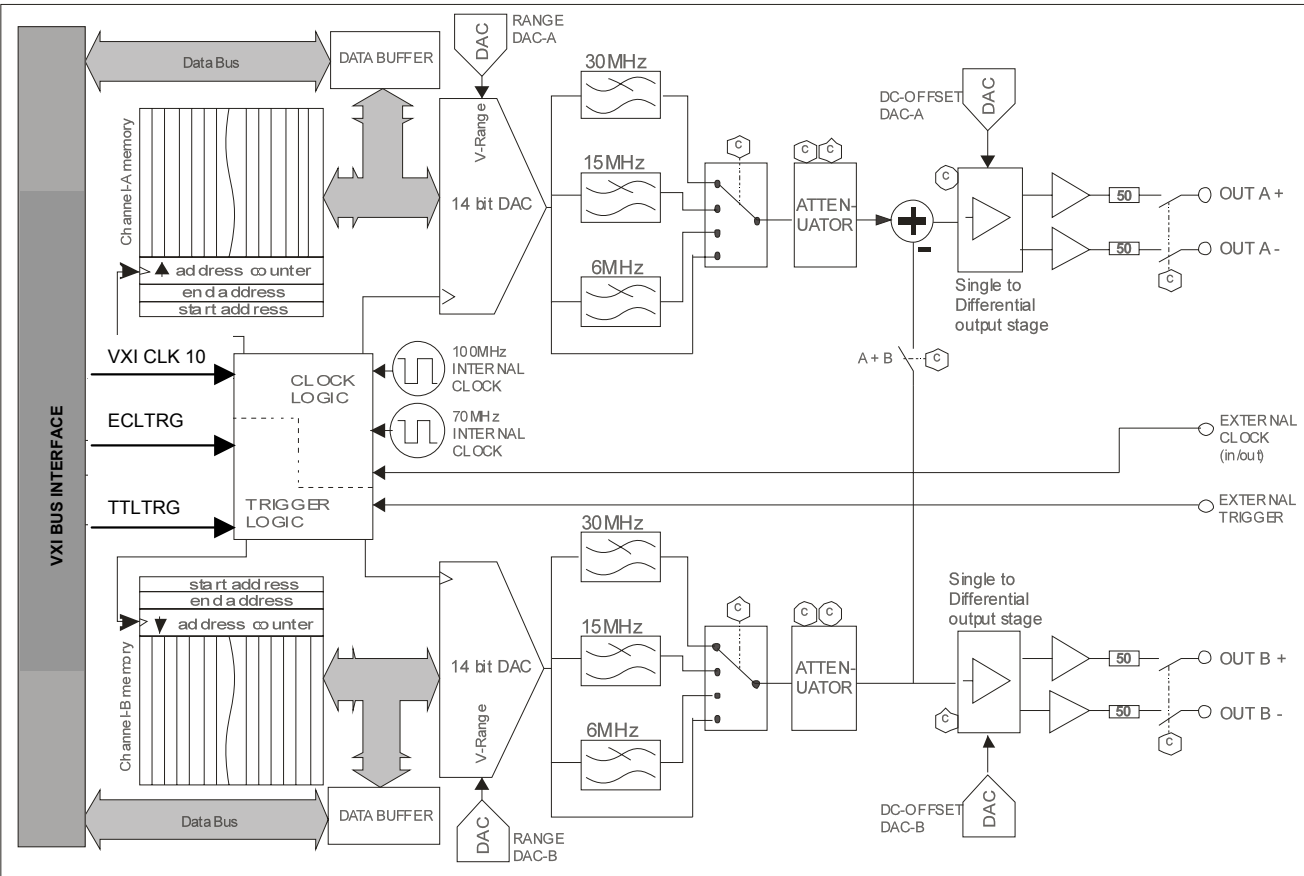 RANGE
DAC-A
DAC
Data Bus
DATA BUFFER
V-Range
14 bit DAC
Channel-A memory
address counter
end address
start address
30MHz
15MHz
6MHz
C
C C
ATTEN-
UATOR
DC-OFFSET
DAC-A
DAC
C
+
-
50
50
OUT A +
OUT A -
C
Single to
Differential
output stage
A + B
C
VXI BUS INTERFACE
VXI CLK 10
ECLTRG
TTLTRG
CLOCK
LOGIC
TRIGGER
LOGIC
100MHz
INTERNAL
CLOCK
70MHz
INTERNAL
CLOCK
EXTERNAL
CLOCK
(in/out)
EXTERNAL
TRIGGER
start address
end address
address counter
Channel-B memory
14 bit DAC
V-Range
Data Bus
DATA BUFFER
DAC
RANGE
DAC-B
30MHz
15MHz
6MHz
C
C C
ATTEN-
UATOR
Single to
Differential
output stage
C
50
50
OUT B +
OUT B -
C
DC-OFFSET
DAC-B
DAC